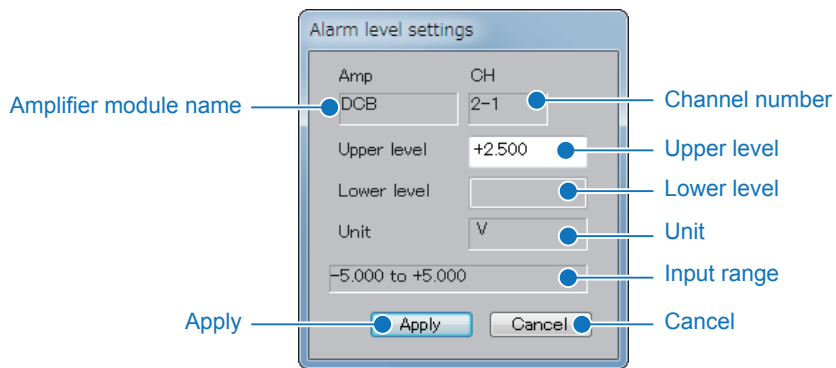 Alarm level settings
Amp CH
Amplifier module name DCB 2-1 Channel number
Upper level +2.500 Upper level
Lower level Lower level
Unit V Unit
-5.000 to +5.000 Input range
Apply Apply Cancel Cancel